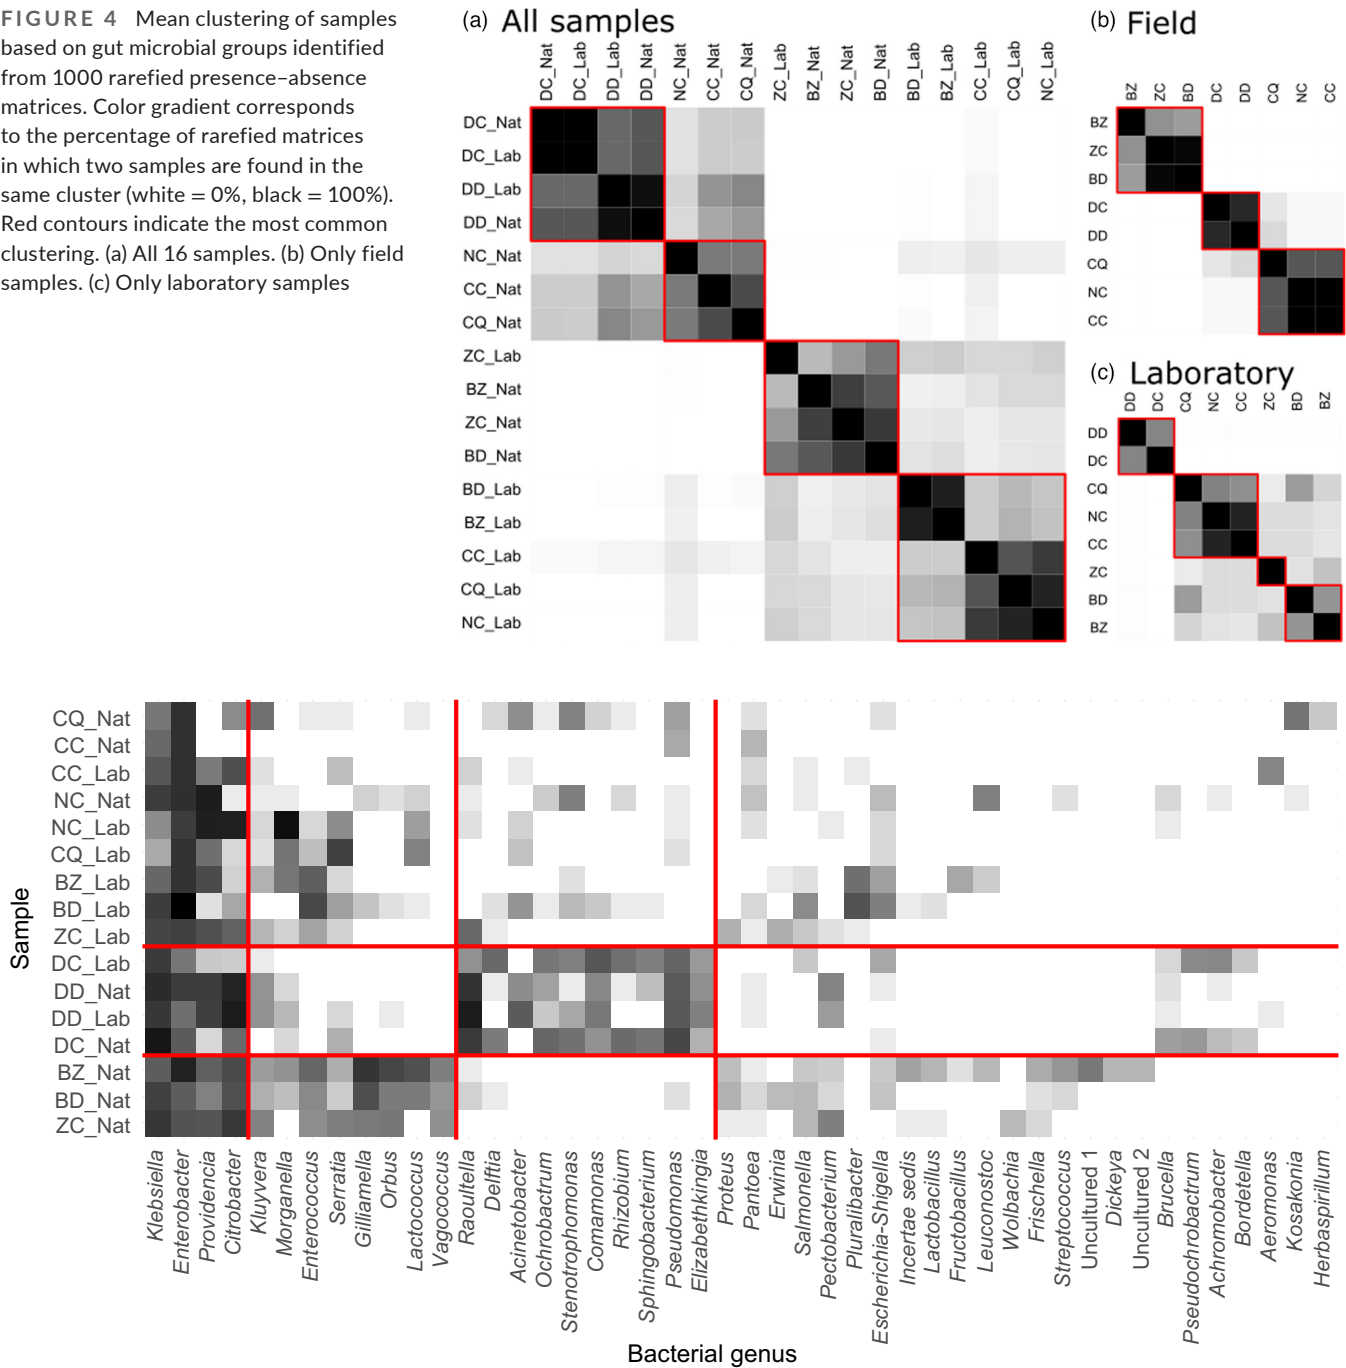 FIGURE 4 Mean clustering of samples
based on gut microbial groups identified
from 1000 rarefied presence–absence
matrices. Color gradient corresponds
to the percentage of rarefied matrices
in which two samples are found in the
same cluster (white = 0%, black = 100%).
Red contours indicate the most common
clustering. (a) All 16 samples. (b) Only field
samples. (c) Only laboratory samples
(a) All samples
DC_Nat DC_Lab DD_Lab DD_Nat NC_Nat CC_Nat CQ_Nat ZC_Lab BZ_Nat ZC_Nat BD_Nat BD_Lab BZ_Lab CC_Lab CQ_Lab NC_Lab
DC_Nat
DC_Lab
DD_Lab
DD_Nat
NC_Nat
CC_Nat
CQ_Nat
ZC_Lab
BZ_Nat
ZC_Nat
BD_Nat
BD_Lab
BZ_Lab
CC_Lab
CQ_Lab
NC_Lab
(b) Field
BZ ZC BD DC DD CQ NC CC
BZ
ZC
BD
DC
DD
CQ
NC
CC
(c) Laboratory
DD DC CQ NC CC ZC BD BZ
DD
DC
CQ
NC
CC
ZC
BD
BZ
Sample
CQ_Nat
CC_Nat
CC_Lab
NC_Nat
NC_Lab
CQ_Lab
BZ_Lab
BD_Lab
ZC_Lab
DC_Lab
DD_Nat
DD_Lab
DC_Nat
BZ_Nat
BD_Nat
ZC_Nat
Klebsiella
Enterobacter
Providencia
Citrobacter
Kluyvera
Morganella
Enterococcus
Serratia
Gilliamella
Orbus
Lactococcus
Vagococcus
Raoultella
Delftia
Acinetobacter
Ochrobactrum
Stenotrophomonas
Comamonas
Rhizobium
Sphingobacterium
Pseudomonas
Elizabethkingia
Proteus
Pantoea
Erwinia
Salmonella
Pectobacterium
Pluralibacter
Escherichia-Shigella
Incertae sedis
Lactobacillus
Fructobacillus
Leuconostoc
Wolbachia
Frischella
Streptococcus
Uncultured 1
Dickeya
Uncultured 2
Brucella
Pseudochrobactrum
Achromobacter
Bordetella
Aeromonas
Kosakonia
Herbaspirillum
Bacterial genus